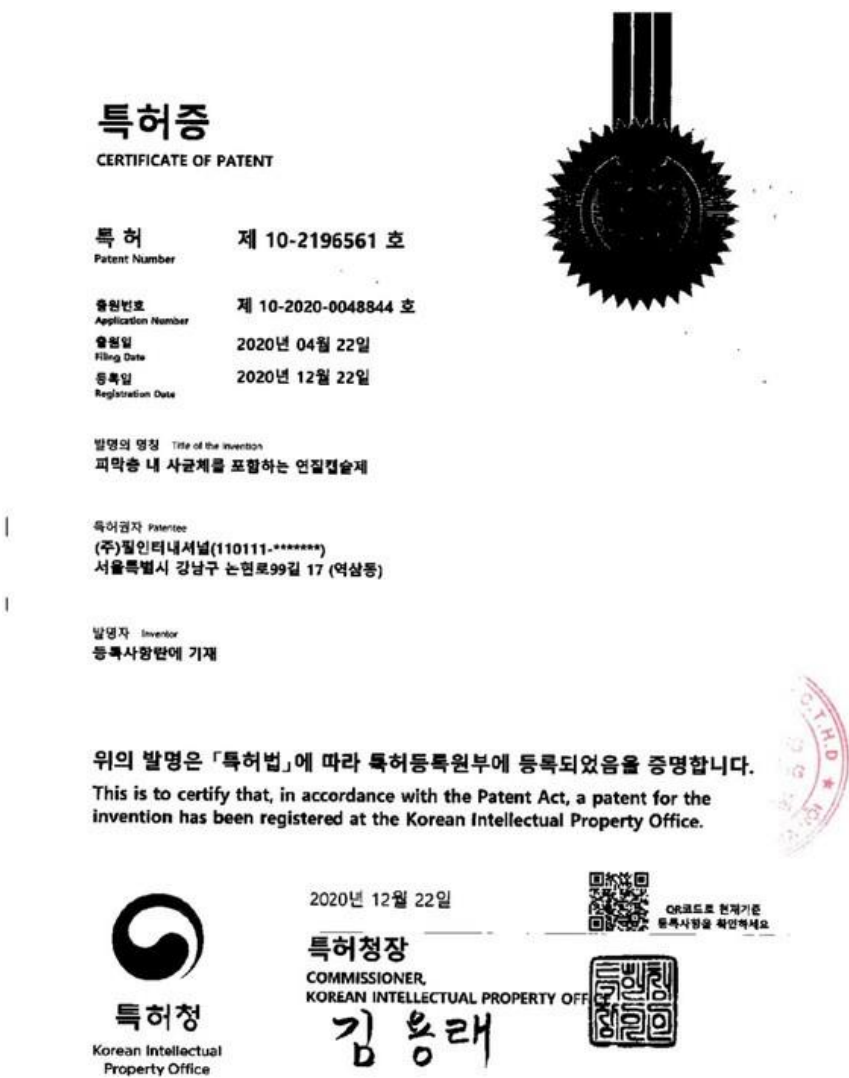 특허증
CERTIFICATE OF PATENT
특 허 제 10-2196561 호
Patent Number
출원번호 제 10-2020-0048844 호
Application Number
출원일 2020년 04월 22일
Filing Date
등록일 2020년 12월 22일
Registration Date
발명의 명칭 Title of the Invention
피막층 내 사균체를 포함하는 연질캡슐제
특허권자 Patentee
(주)필인터내셔널(110111-*******)
서울특별시 강남구 논현로99길 17 (역삼동)
발명자 Inventor
등록사항란에 기재
위의 발명은 「특허법」에 따라 특허등록원부에 등록되었음을 증명합니다.
This is to certify that, in accordance with the Patent Act, a patent for the
invention has been registered at the Korean Intellectual Property Office.
C.T.H.D
2020년 12월 22일
QR코드로 현재기준
등록사항을 확인하세요
특허청장
COMMISSIONER,
KOREAN INTELLECTUAL PROPERTY OFFICE
김용래
특허청
Korean Intellectual
Property Office